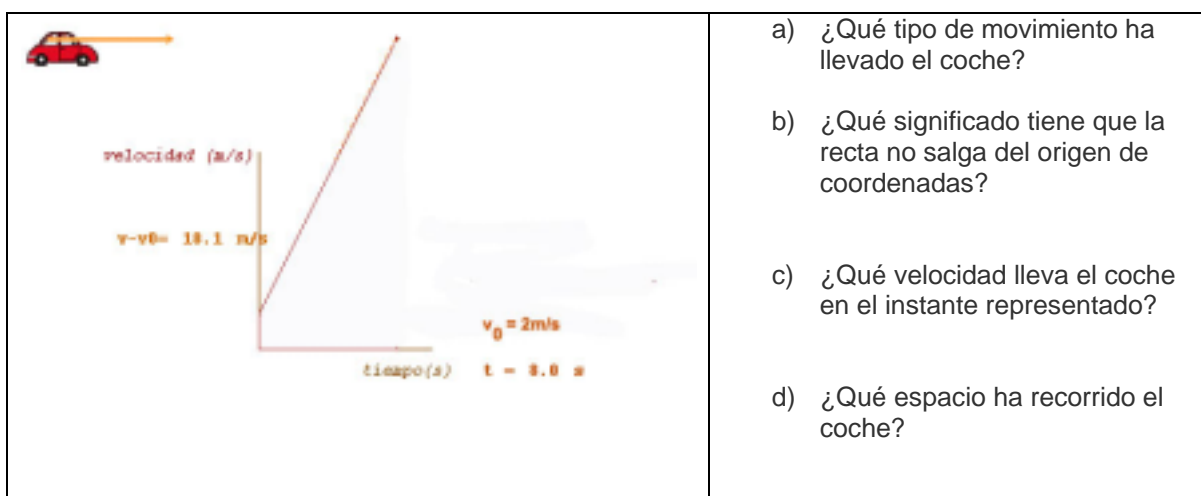 velocidad (m/s)
v-v0= 18.1 m/s
v₀ = 2m/s
tiempo(s) t = 8.0 s
a) ¿Qué tipo de movimiento ha
llevado el coche?
b) ¿Qué significado tiene que la
recta no salga del origen de
coordenadas?
c) ¿Qué velocidad lleva el coche
en el instante representado?
d) ¿Qué espacio ha recorrido el
coche?